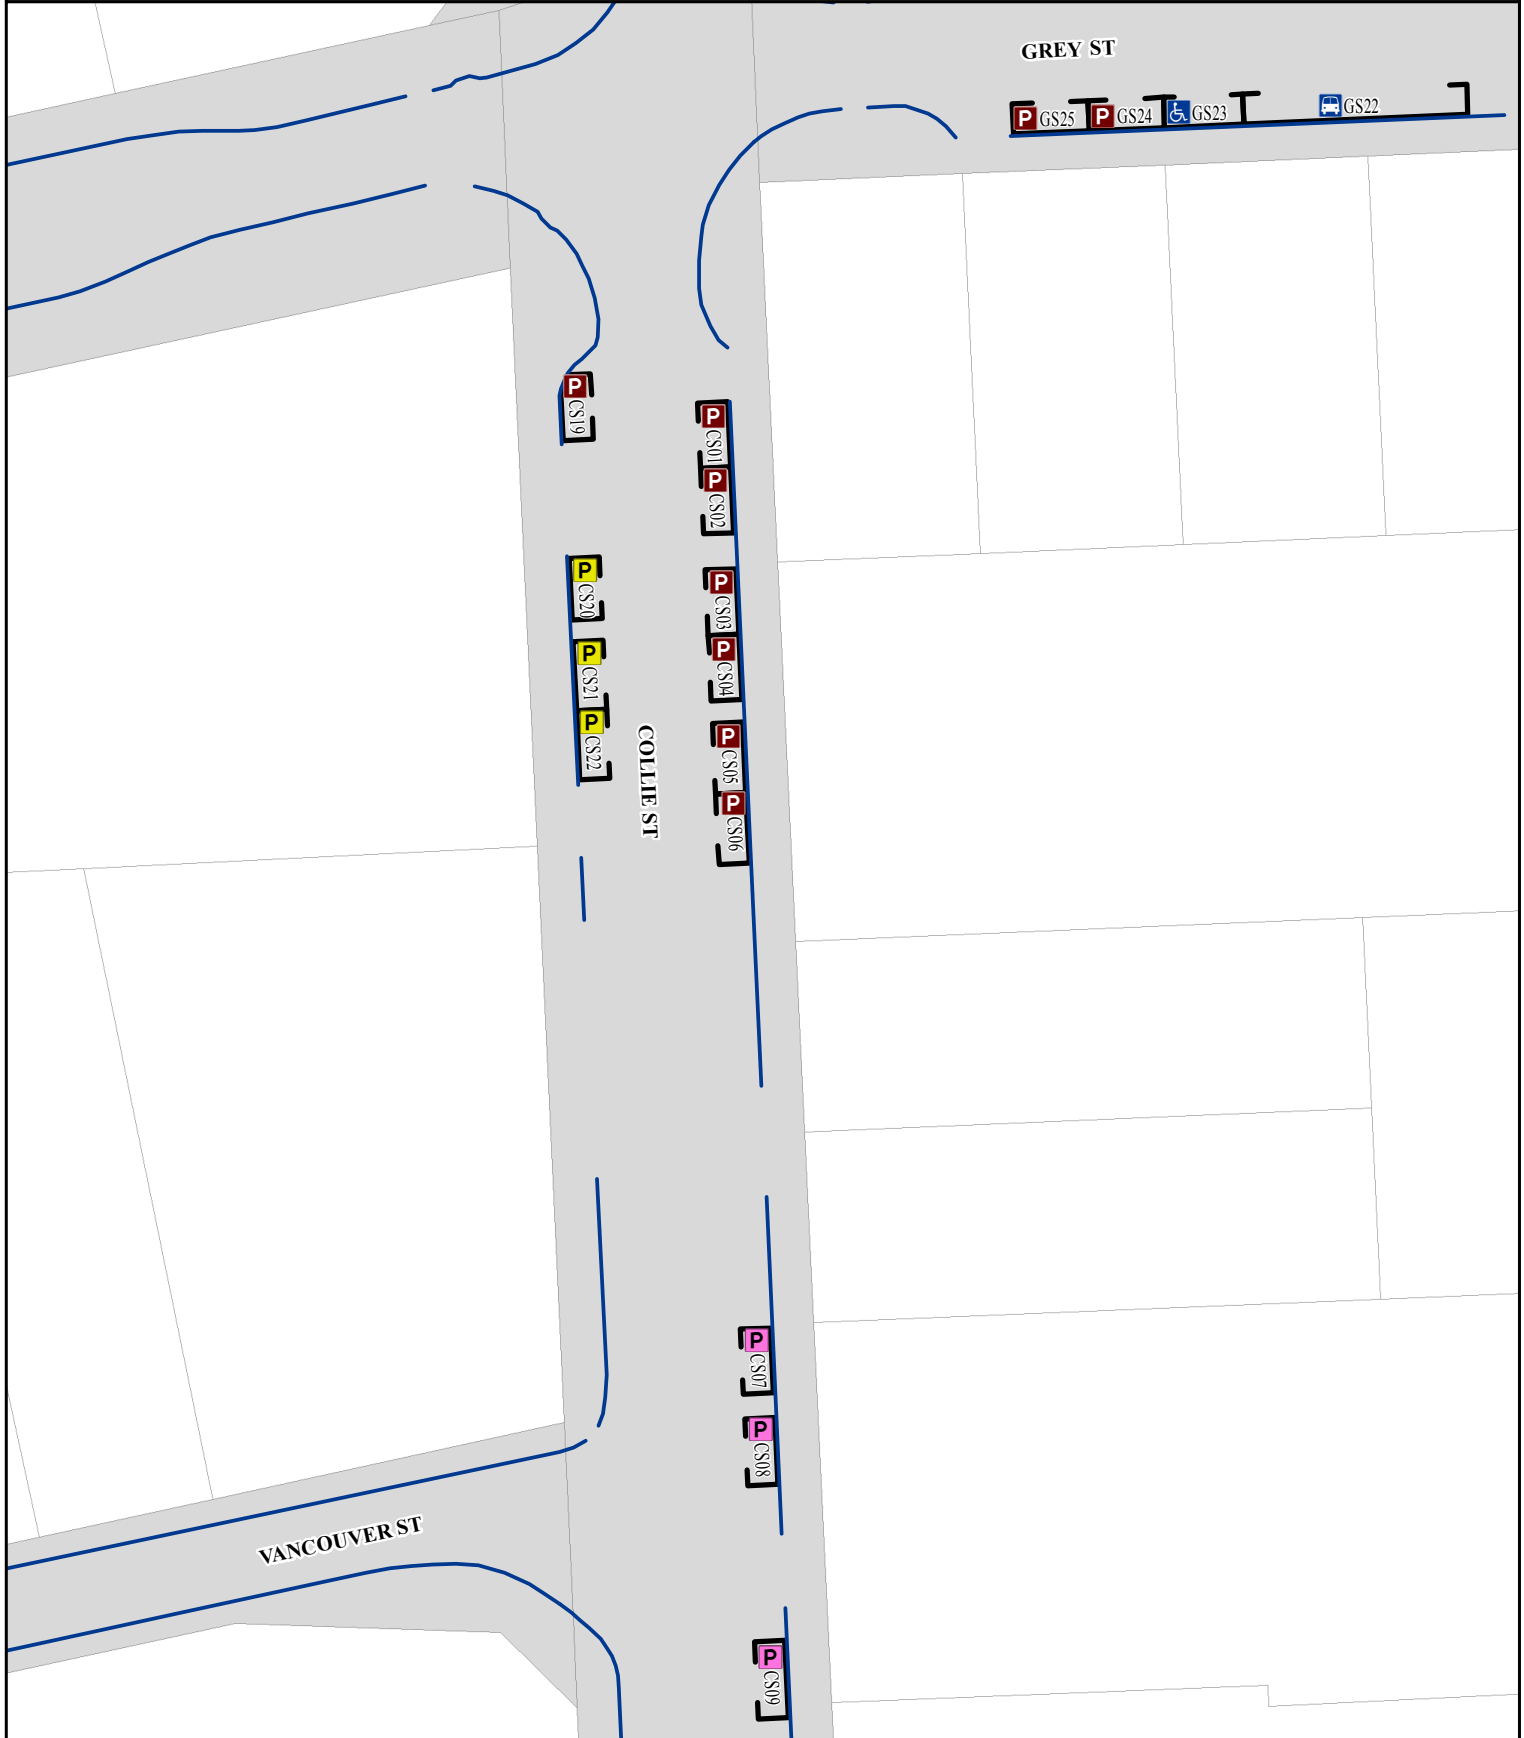 GREY ST
P GS25
P GS24
GS23
GS22
P CS19
P CS01
P CS02
P CS20
P CS03
P CS21
P CS04
P CS22
P CS05
COLLIE ST
P CS06
P CS07
P CS08
VANCOUVER ST
P CS09